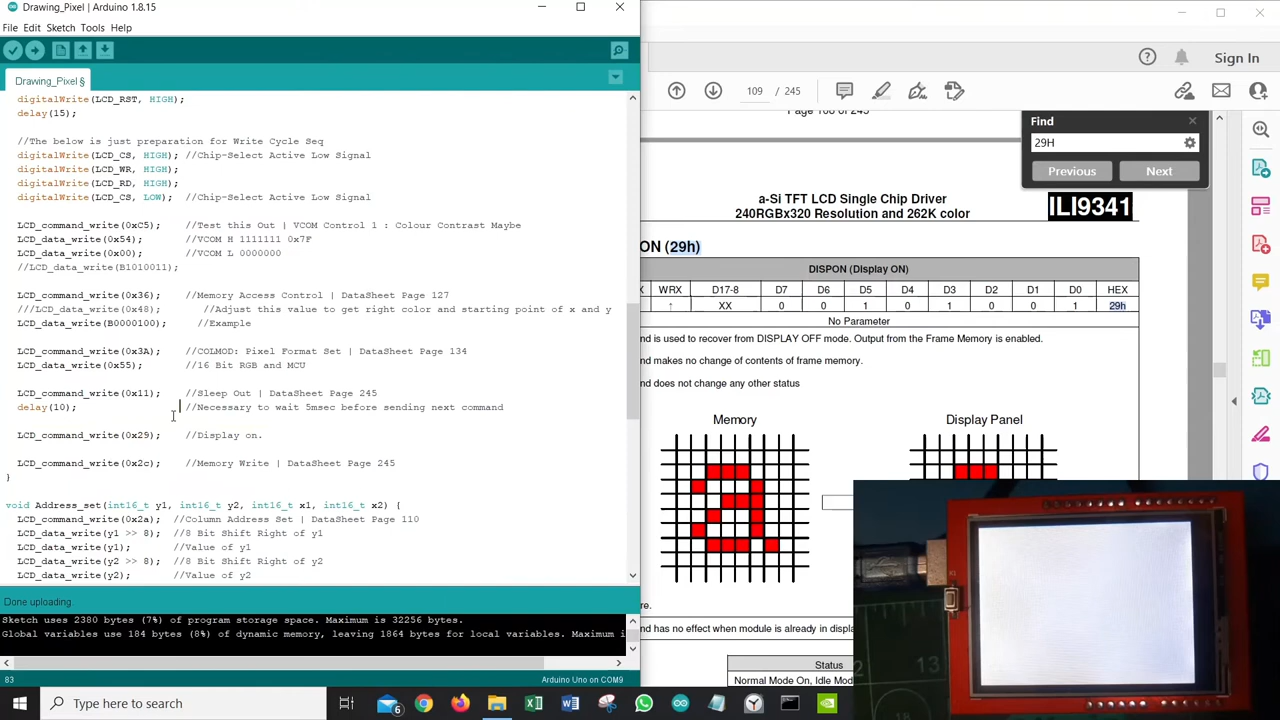 Drawing_Pixel | Arduino 1.8.15
File Edit Sketch Tools Help
Drawing_Pixel §
digitalWrite(LCD_RST, HIGH);
delay(15);
//The below is just preparation for Write Cycle Seq
digitalWrite(LCD_CS, HIGH); //Chip-Select Active Low Signal
digitalWrite(LCD_WR, HIGH);
digitalWrite(LCD_RD, HIGH);
digitalWrite(LCD_CS, LOW); //Chip-Select Active Low Signal
LCD_command_write(0xC5); //Test this Out | VCOM Control 1 : Colour Contrast Maybe
LCD_data_write(0x54); //VCOM H 1111111 0x7F
LCD_data_write(0x00); //VCOM L 0000000
//LCD_data_write(B1010011);
LCD_command_write(0x36); //Memory Access Control | DataSheet Page 127
///LCD_data_write(0x48); //Adjust this value to get right color and starting point of x and y
LCD_data_write(B0000100); //Example
LCD_command_write(0x3A); //COLMOD: Pixel Format Set | DataSheet Page 134
LCD_data_write(0x55); //16 Bit RGB and MCU
LCD_command_write(0x11); //Sleep Out | DataSheet Page 245
delay(10); //Necessary to wait 5msec before sending next command
LCD_command_write(0x29); //Display on.
LCD_command_write(0x2c); //Memory Write | DataSheet Page 245
}
void Address_set(int16_t y1, int16_t y2, int16_t x1, int16_t x2) {
LCD_command_write(0x2a); //Column Address Set | DataSheet Page 110
LCD_data_write(y1 >> 8); //8 Bit Shift Right of y1
LCD_data_write(y1); //Value of y1
LCD_data_write(y2 >> 8); //8 Bit Shift Right of y2
LCD_data_write(y2); //Value of y2
Done uploading.
Sketch uses 2380 bytes (7%) of program storage space. Maximum is 32256 bytes.
Global variables use 184 bytes (8%) of dynamic memory, leaving 1864 bytes for local variables. Maximum i
83
Arduino Uno on COM9
Sign In
109 / 245
Find
29H
Previous Next
a-Si TFT LCD Single Chip Driver
240RGBx320 Resolution and 262K color
ILI9341
ON (29h)
DISPON (Display ON)
WRX D17-8 D7 D6 D5 D4 D3 D2 D1 D0 HEX
↑ XX 0 0 1 0 1 0 0 1 29h
No Parameter
nd is used to recover from DISPLAY OFF mode. Output from the Frame Memory is enabled.
nd makes no change of contents of frame memory.
nd does not change any other status
Memory Display Panel
re.
nd has no effect when module is already in displa
Status
Normal Mode On, Idle Mod
Type here to search
6